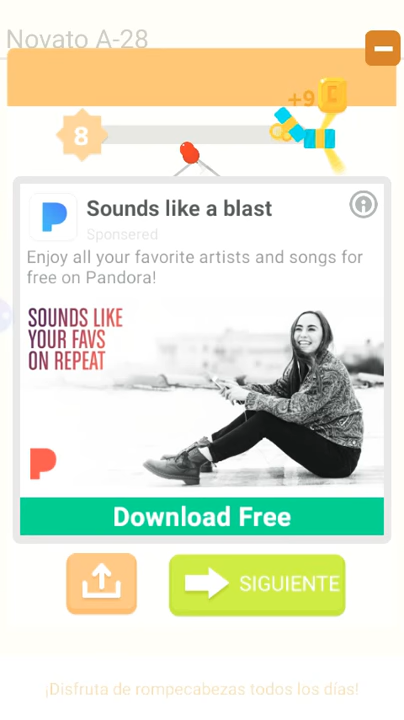 Novato A-28
+9
8
Sounds like a blast
Sponsered
Enjoy all your favorite artists and songs for
free on Pandora!
SOUNDS LIKE
YOUR FAVS
ON REPEAT
Download Free
SIGUIENTE
¡Disfruta de rompecabezas todos los días!